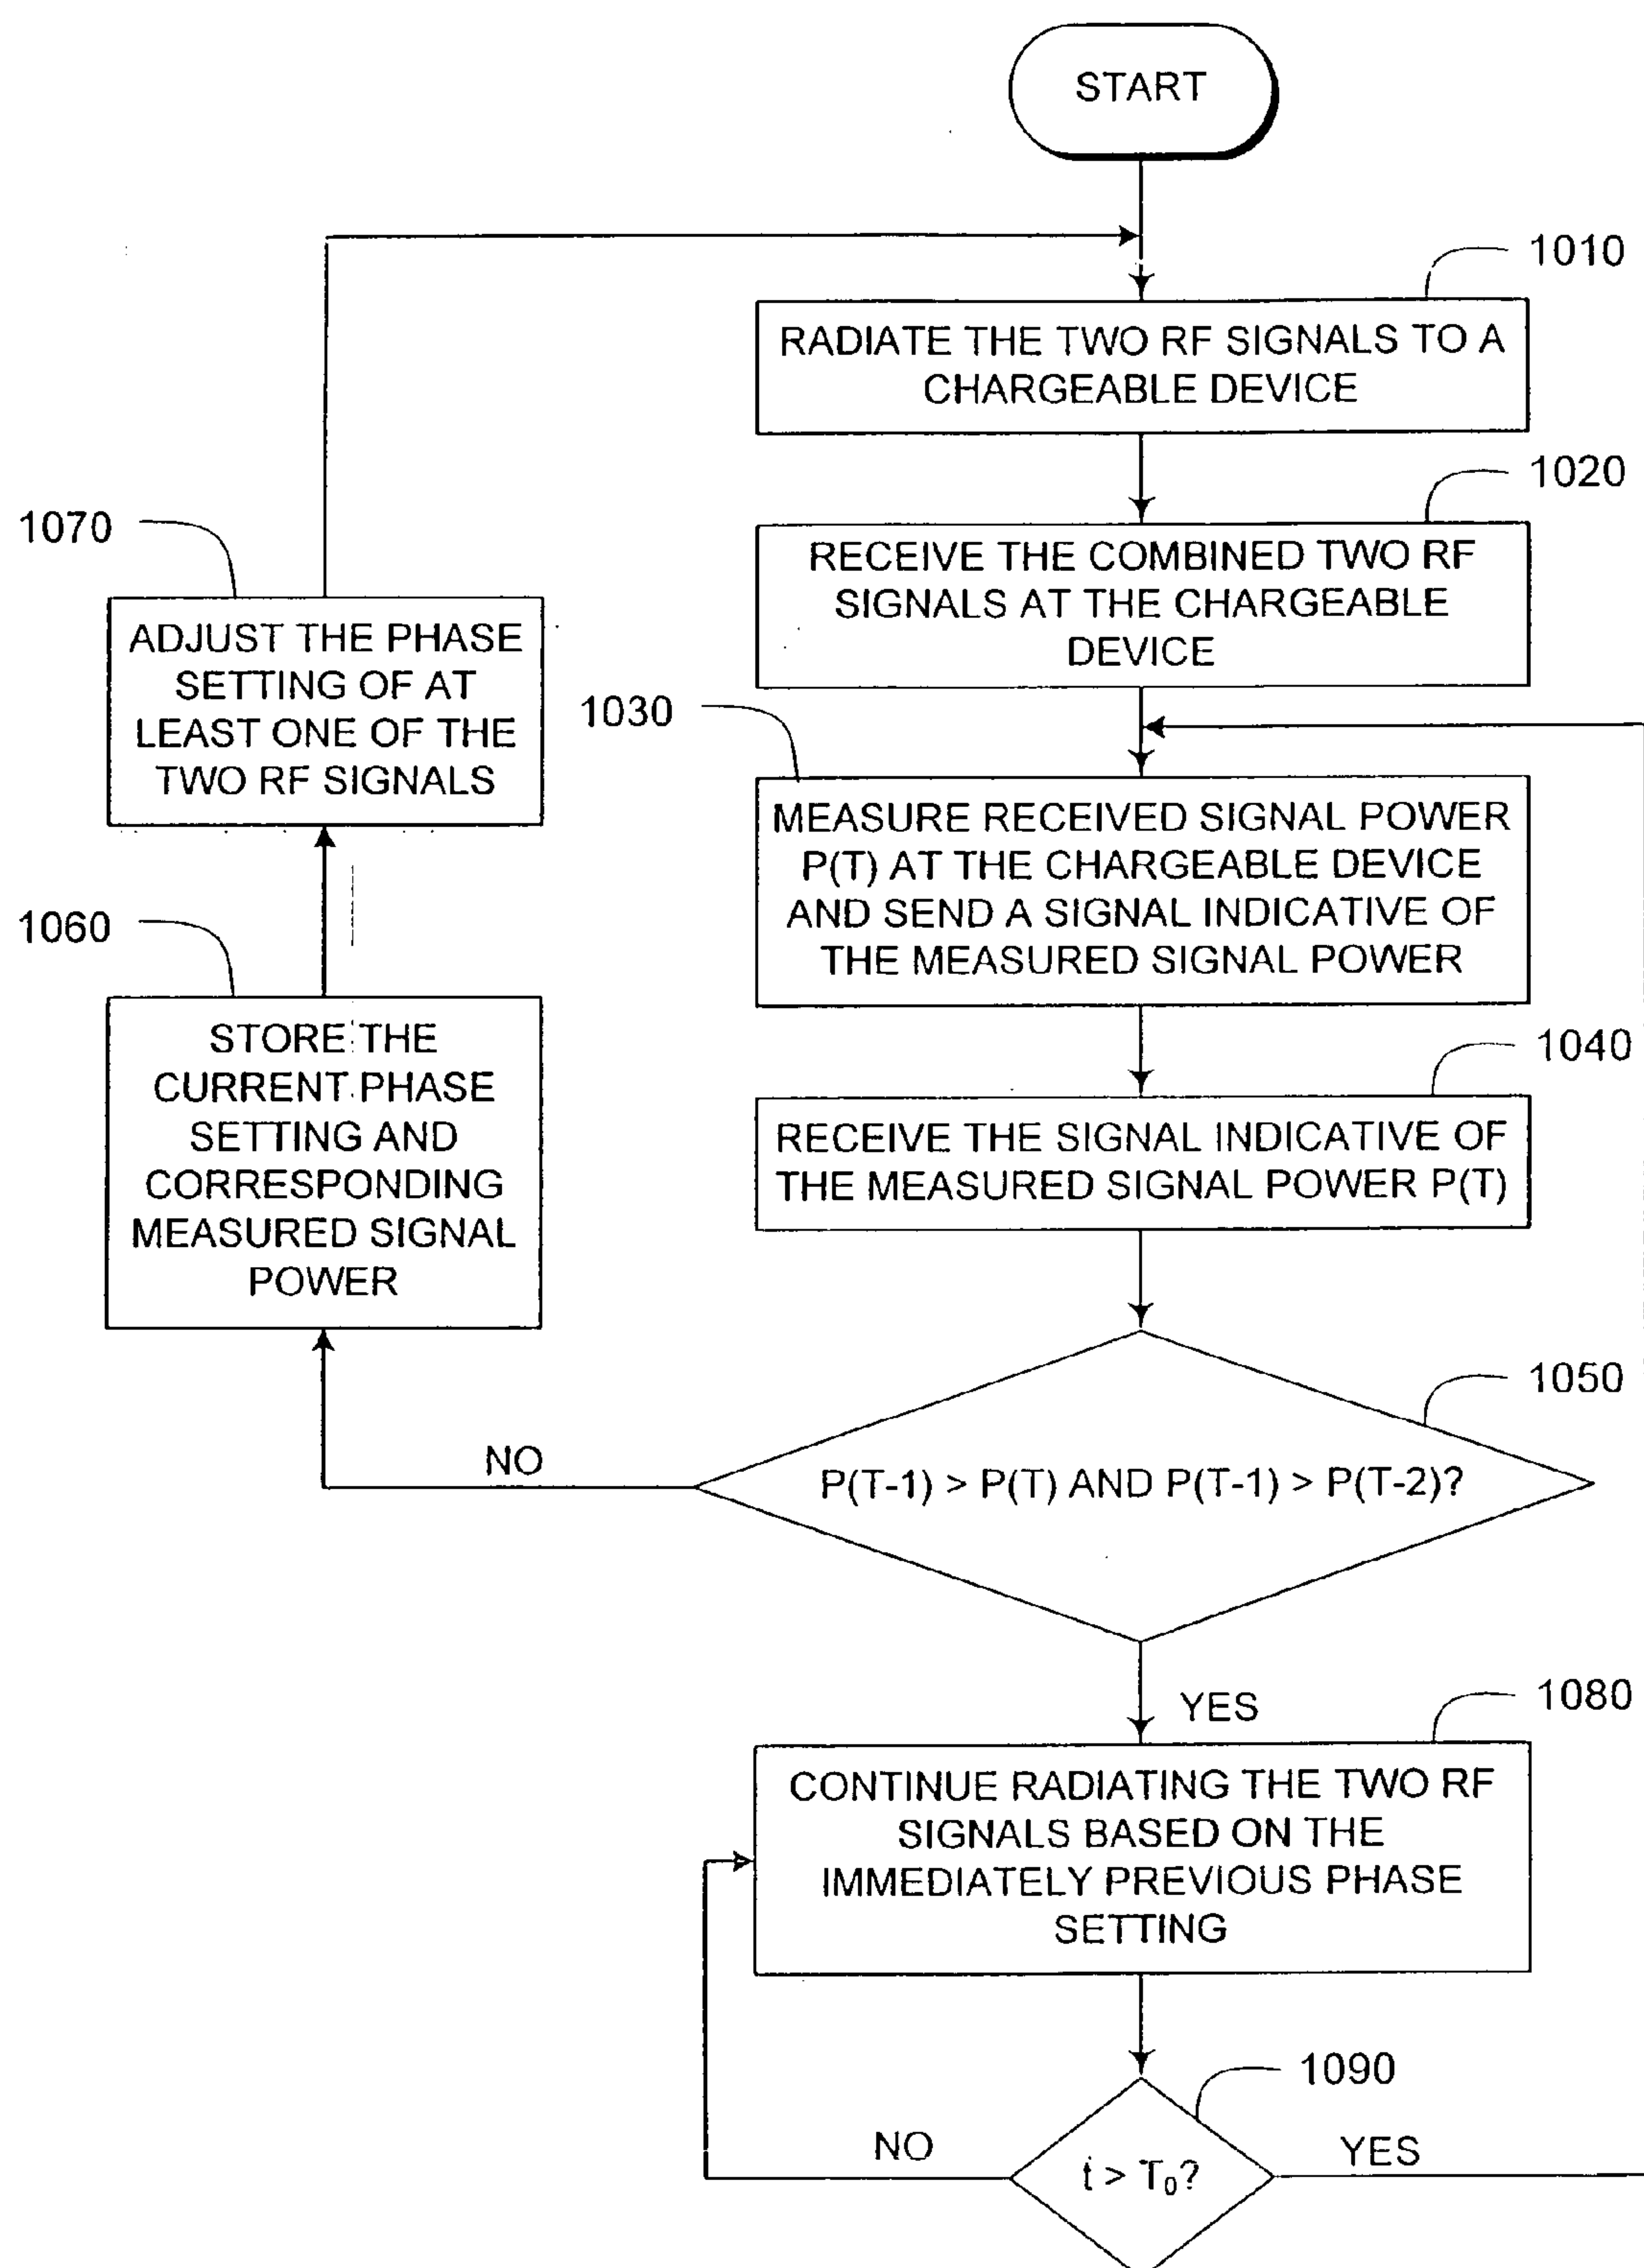 START
1010
RADIATE THE TWO RF SIGNALS TO A
CHARGEABLE DEVICE
1020
RECEIVE THE COMBINED TWO RF
SIGNALS AT THE CHARGEABLE
DEVICE
1070
ADJUST THE PHASE
SETTING OF AT
LEAST ONE OF THE
TWO RF SIGNALS
1030
MEASURE RECEIVED SIGNAL POWER
P(T) AT THE CHARGEABLE DEVICE
AND SEND A SIGNAL INDICATIVE OF
THE MEASURED SIGNAL POWER
1060
STORE THE
CURRENT PHASE
SETTING AND
CORRESPONDING
MEASURED SIGNAL
POWER
1040
RECEIVE THE SIGNAL INDICATIVE OF
THE MEASURED SIGNAL POWER P(T)
1050
NO
P(T-1) > P(T) AND P(T-1) > P(T-2)?
YES
1080
CONTINUE RADIATING THE TWO RF
SIGNALS BASED ON THE
IMMEDIATELY PREVIOUS PHASE
SETTING
1090
NO
t > T₀?
YES